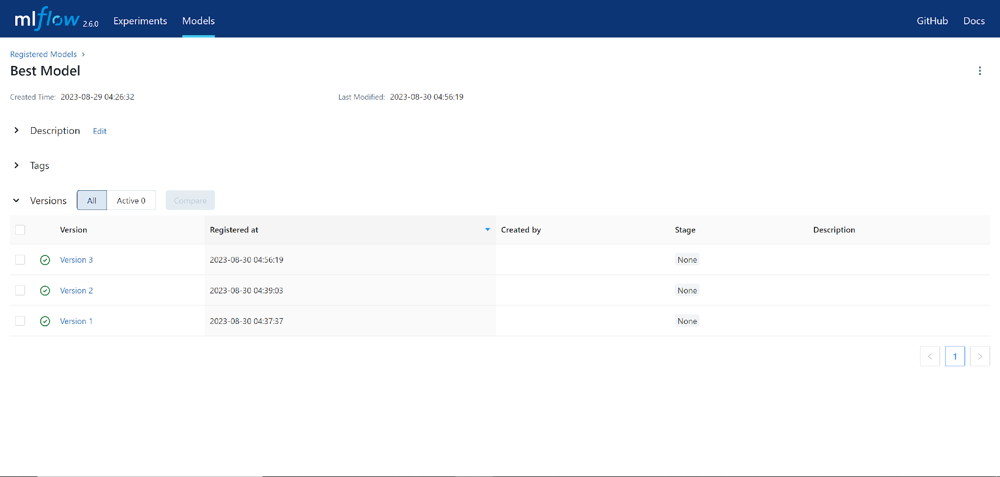 mlflow 2.6.0 Experiments Models GitHub Docs
Registered Models >
Best Model
Created Time: 2023-08-29 04:26:32 Last Modified: 2023-08-30 04:56:19
Description Edit
Tags
Versions All Active 0 Compare
Version Registered at Created by Stage Description
Version 3 2023-08-30 04:56:19 None
Version 2 2023-08-30 04:39:03 None
Version 1 2023-08-30 04:37:37 None
< 1 >